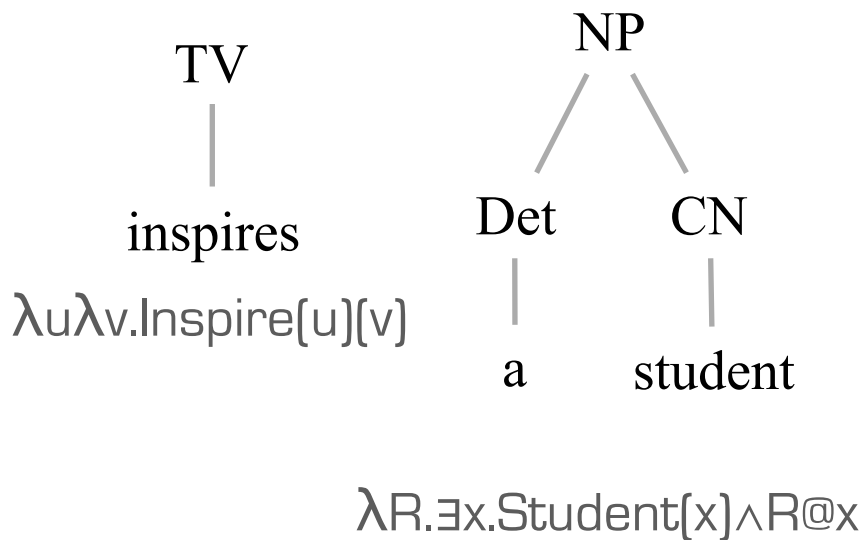 TV
NP
inspires
Det
CN
λuλv.Inspire(u)(v)
a
student
λR.∃x.Student(x)∧R@x